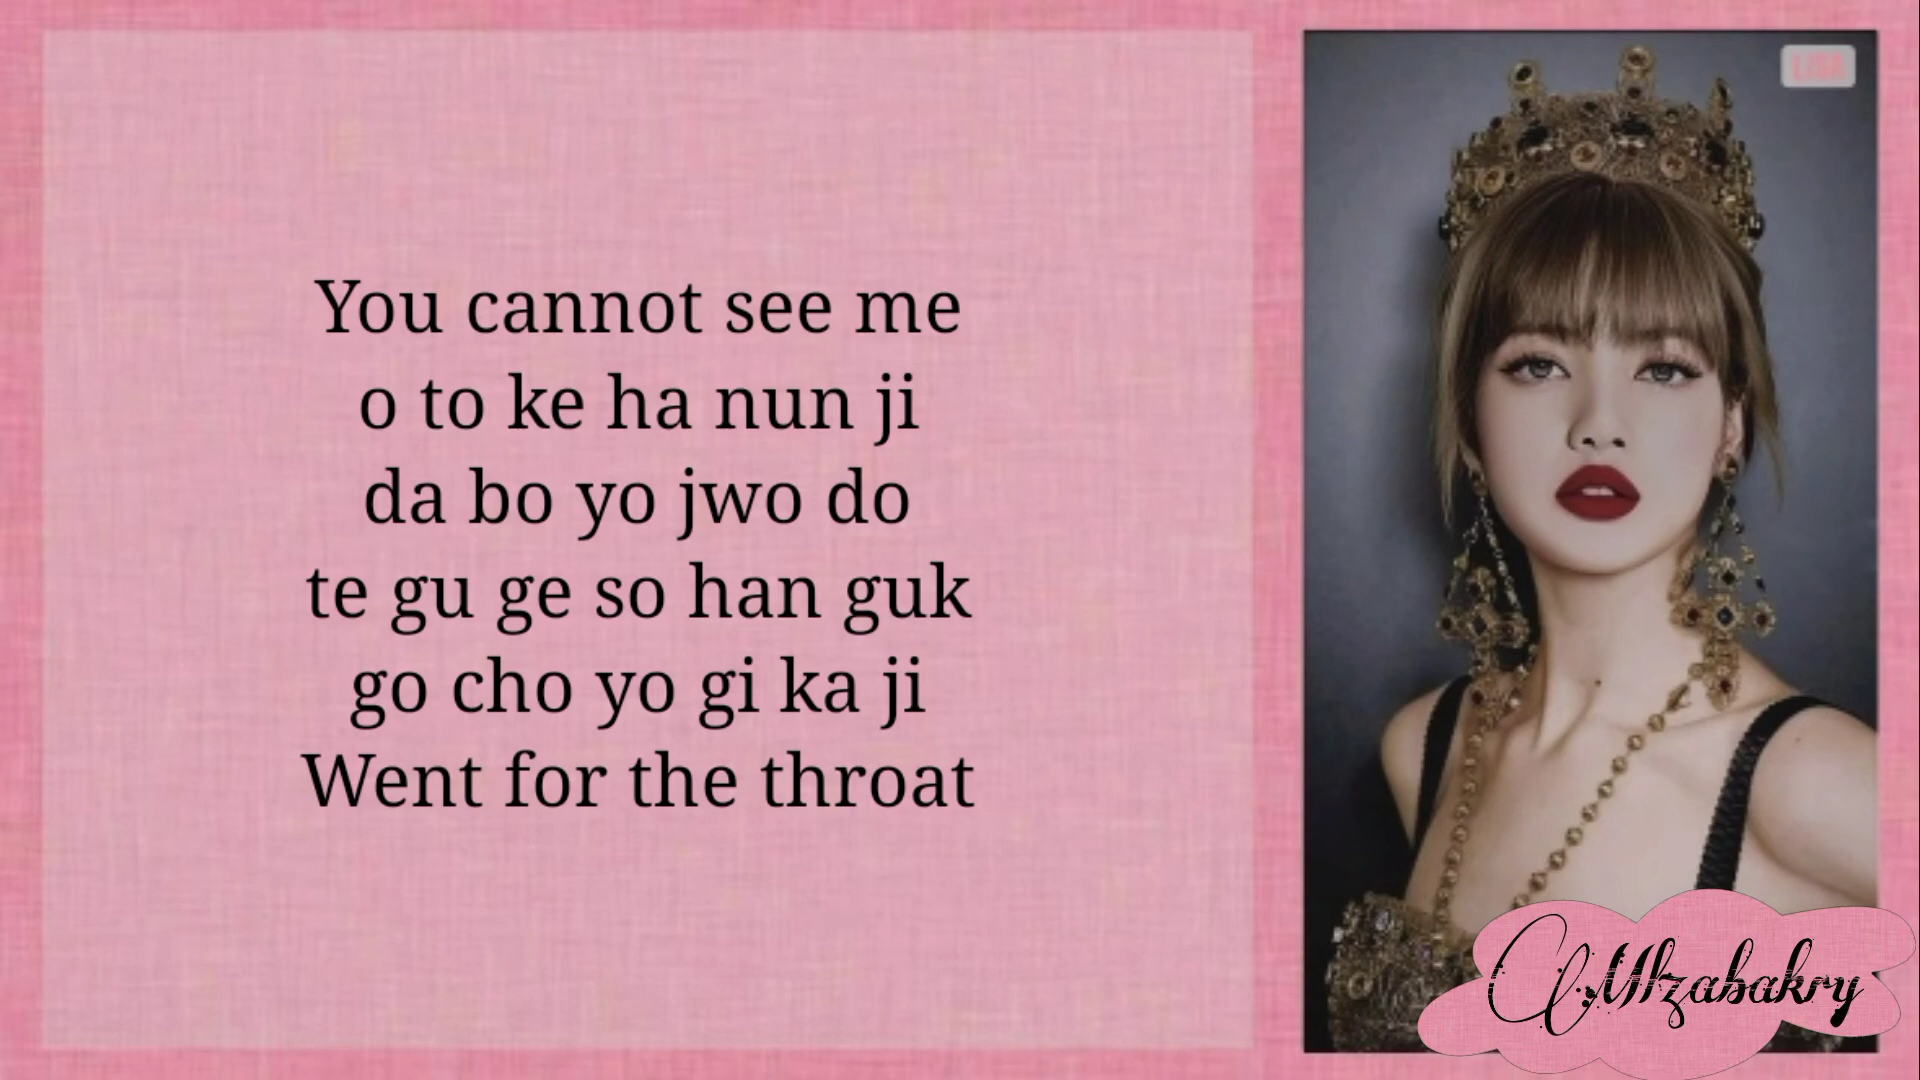 LISA
You cannot see me
o to ke ha nun ji
da bo yo jwo do
te gu ge so han guk
go cho yo gi ka ji
Went for the throat